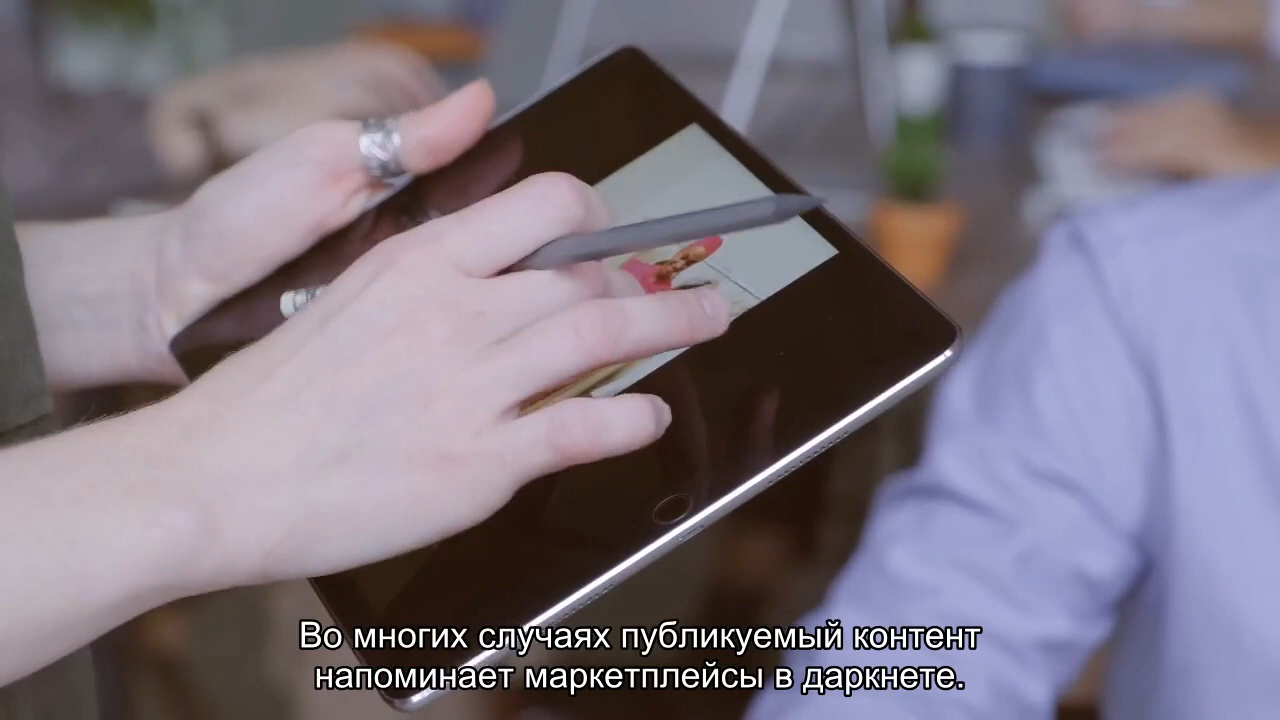 Во многих случаях публикуемый контент
напоминает маркетплейсы в даркнете.